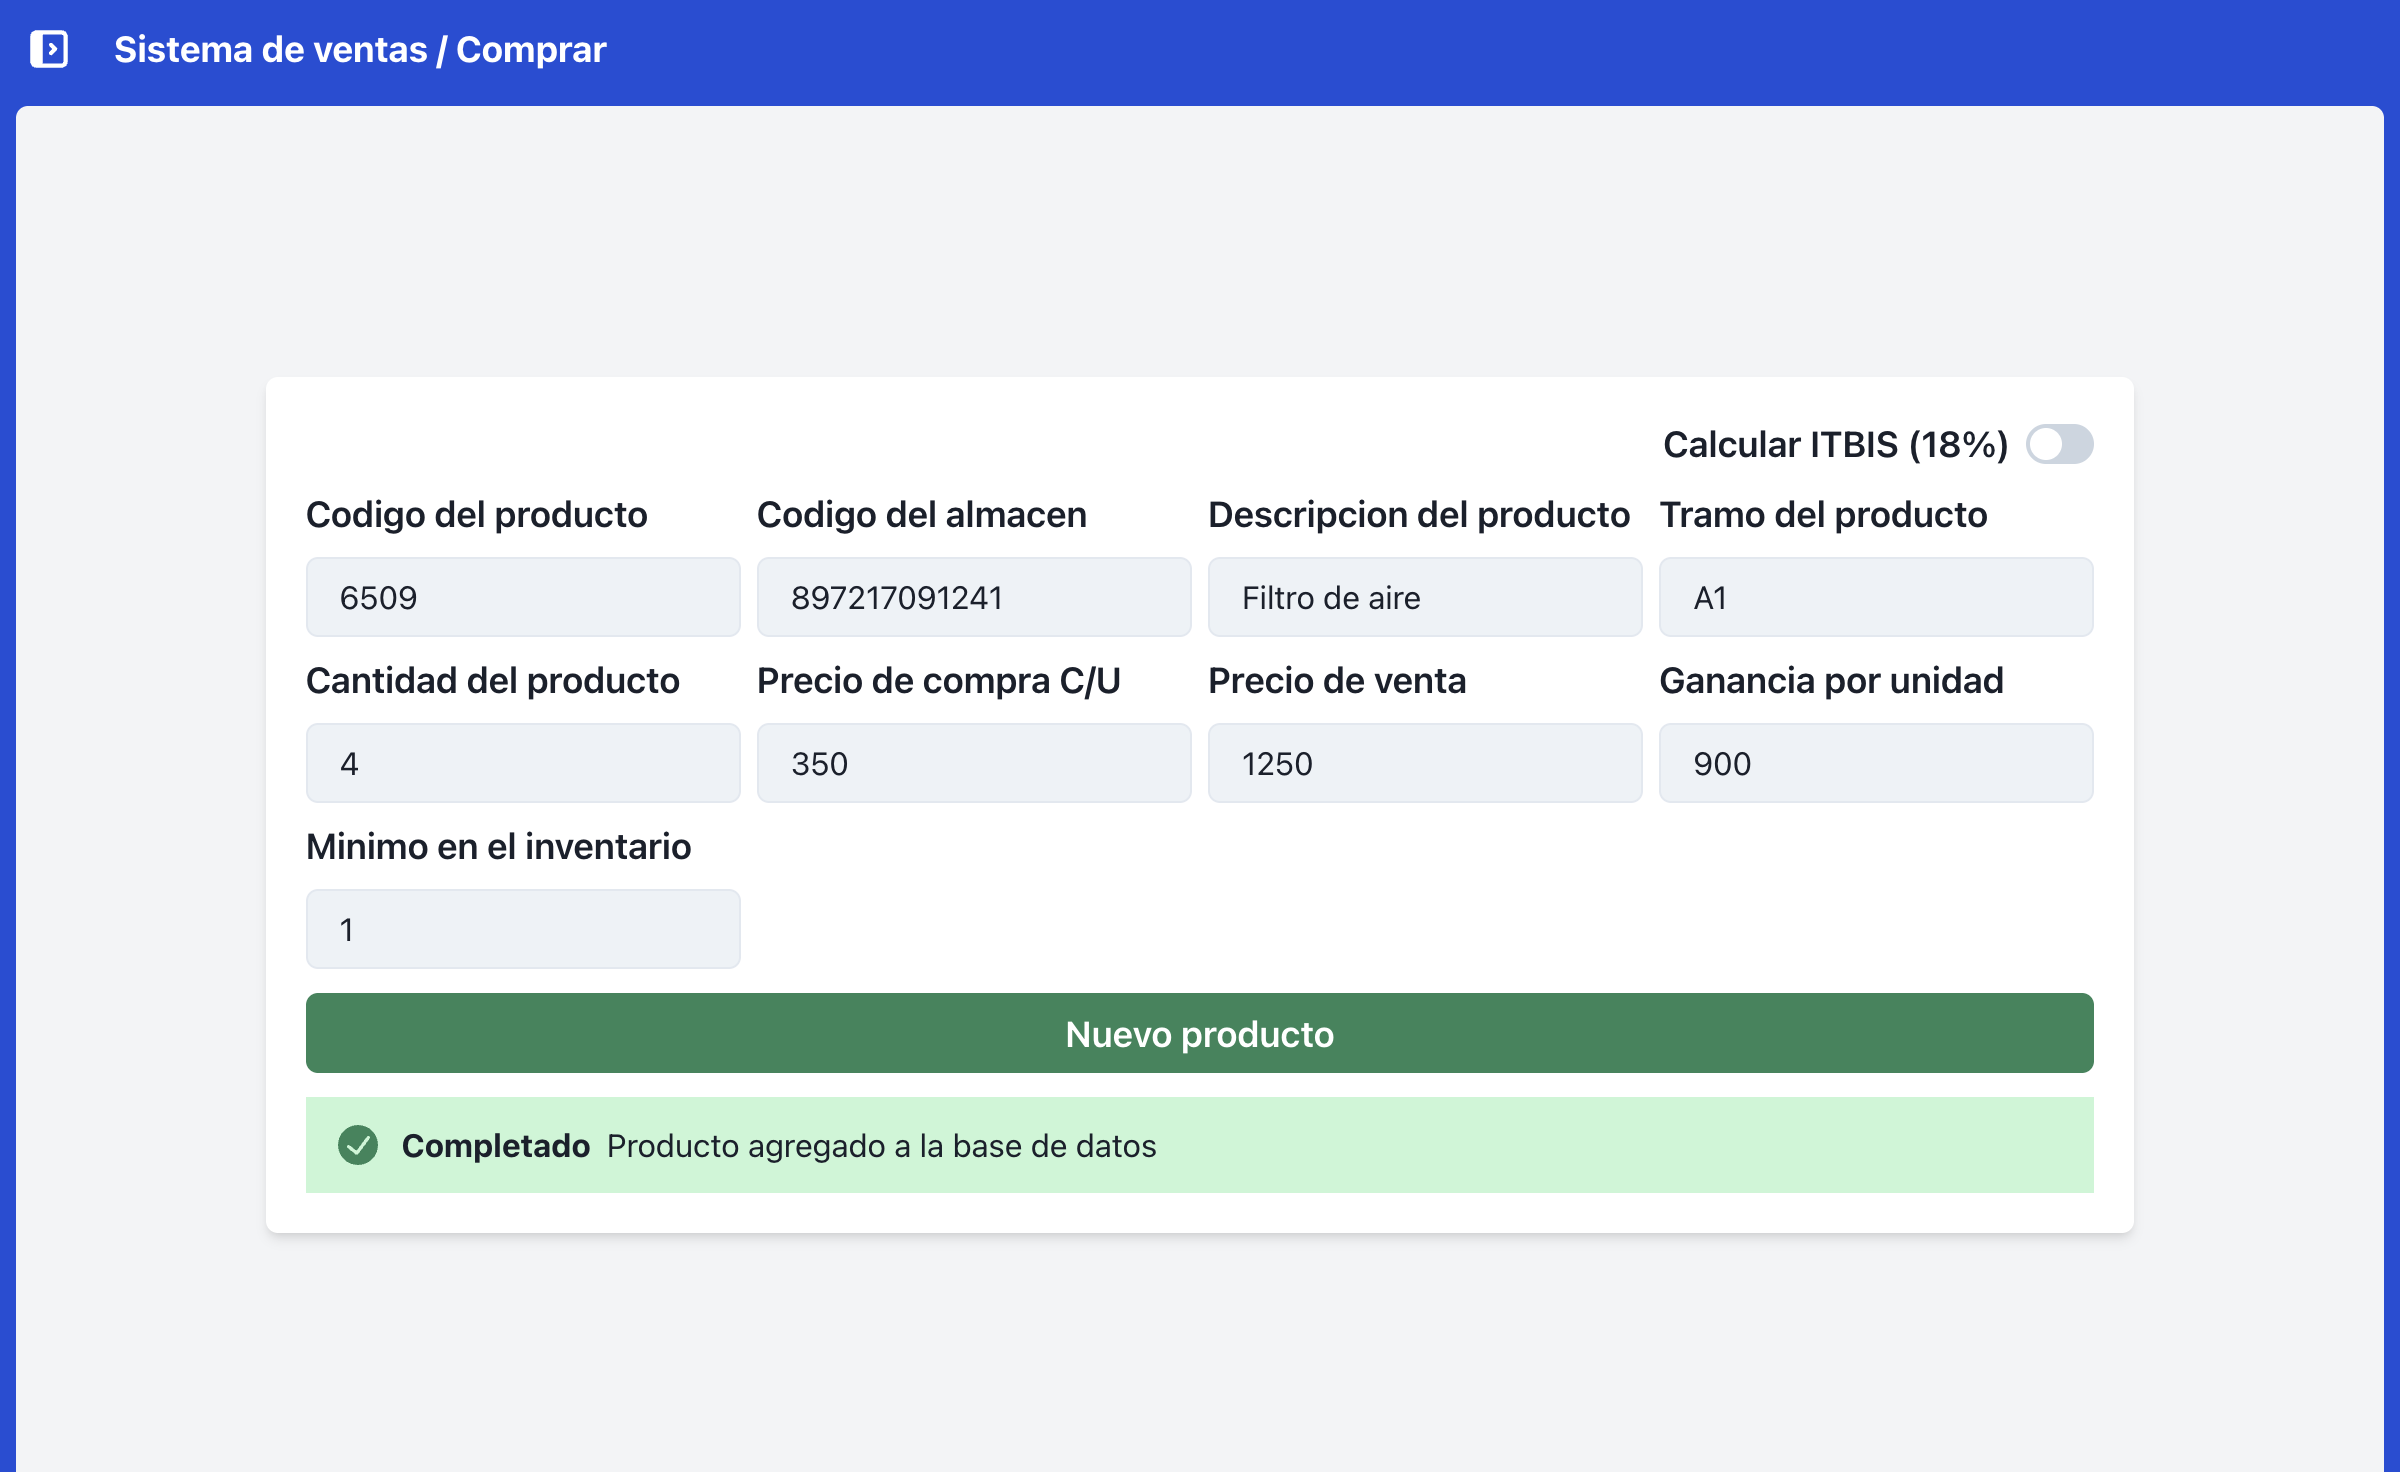 Sistema de ventas / Comprar
Calcular ITBIS (18%)
Codigo del producto
Codigo del almacen
Descripcion del producto
Tramo del producto
6509
897217091241
Filtro de aire
A1
Cantidad del producto
Precio de compra C/U
Precio de venta
Ganancia por unidad
4
350
1250
900
Minimo en el inventario
1
Nuevo producto
Completado Producto agregado a la base de datos